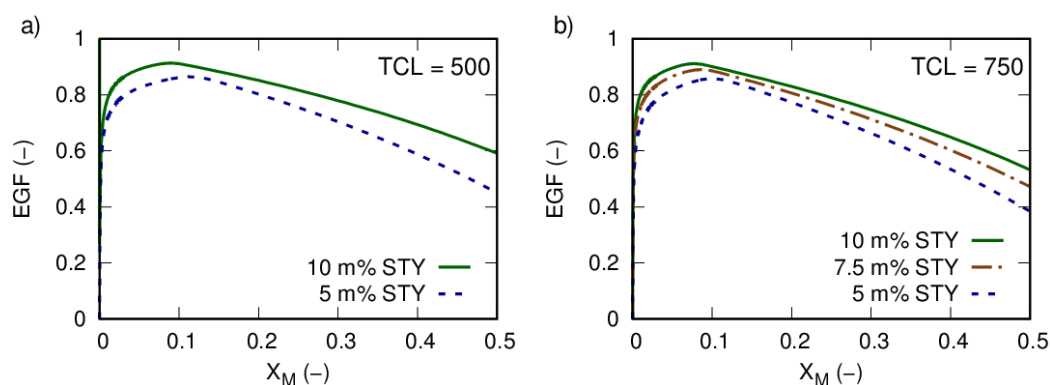 a)
EGF (−)
1
0.8
0.6
0.4
0.2
0
TCL = 500
10 m% STY
5 m% STY
0 0.1 0.2 0.3 0.4 0.5
X_M (−)
b)
EGF (−)
1
0.8
0.6
0.4
0.2
0
TCL = 750
10 m% STY
7.5 m% STY
5 m% STY
0 0.1 0.2 0.3 0.4 0.5
X_M (−)